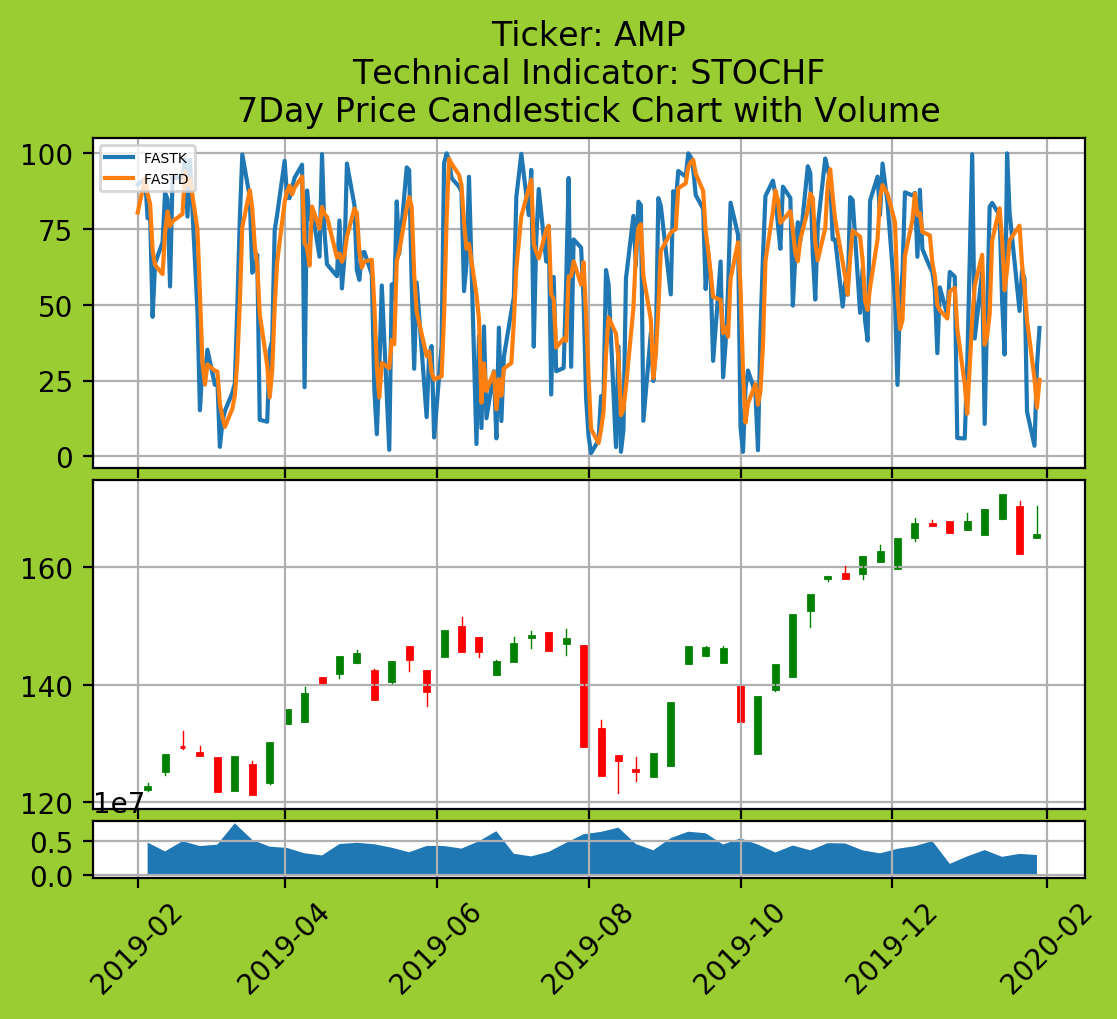 Ticker: AMP
Technical Indicator: STOCHF
7Day Price Candlestick Chart with Volume
100
75
50
25
0
FASTK
FASTD
160
140
120
1e7
0.5
0.0
2019-02
2019-04
2019-06
2019-08
2019-10
2019-12
2020-02